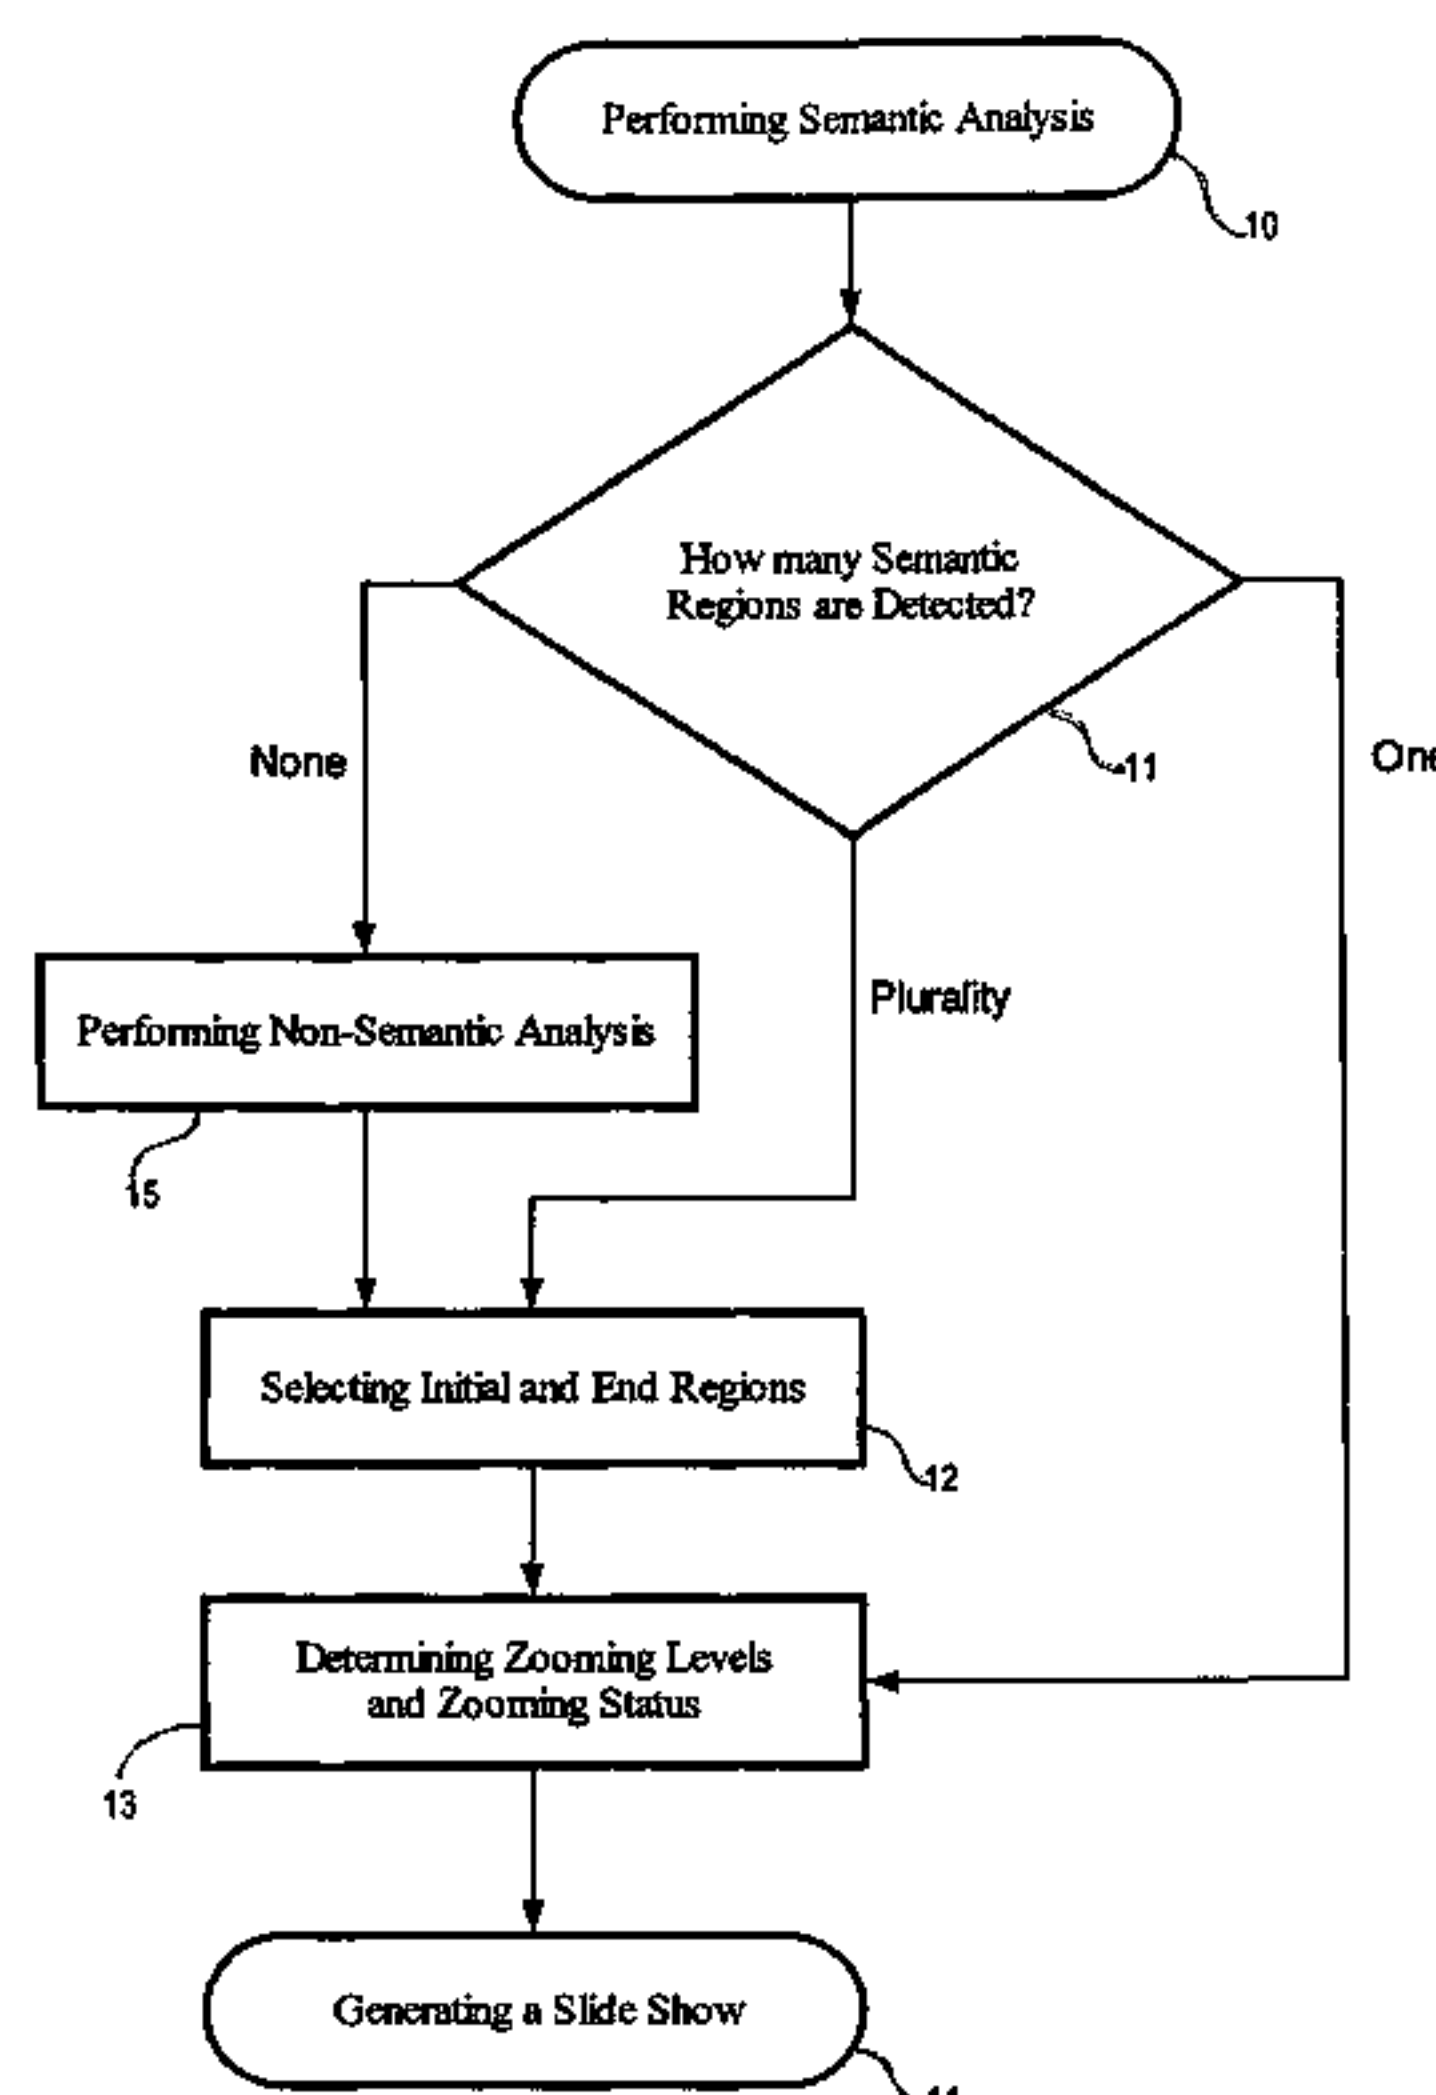 Performing Semantic Analysis
10
How many Semantic
Regions are Detected?
11
None
One
Plurality
Performing Non-Semantic Analysis
15
Selecting Initial and End Regions
12
Determining Zooming Levels
and Zooming Status
13
Generating a Slide Show